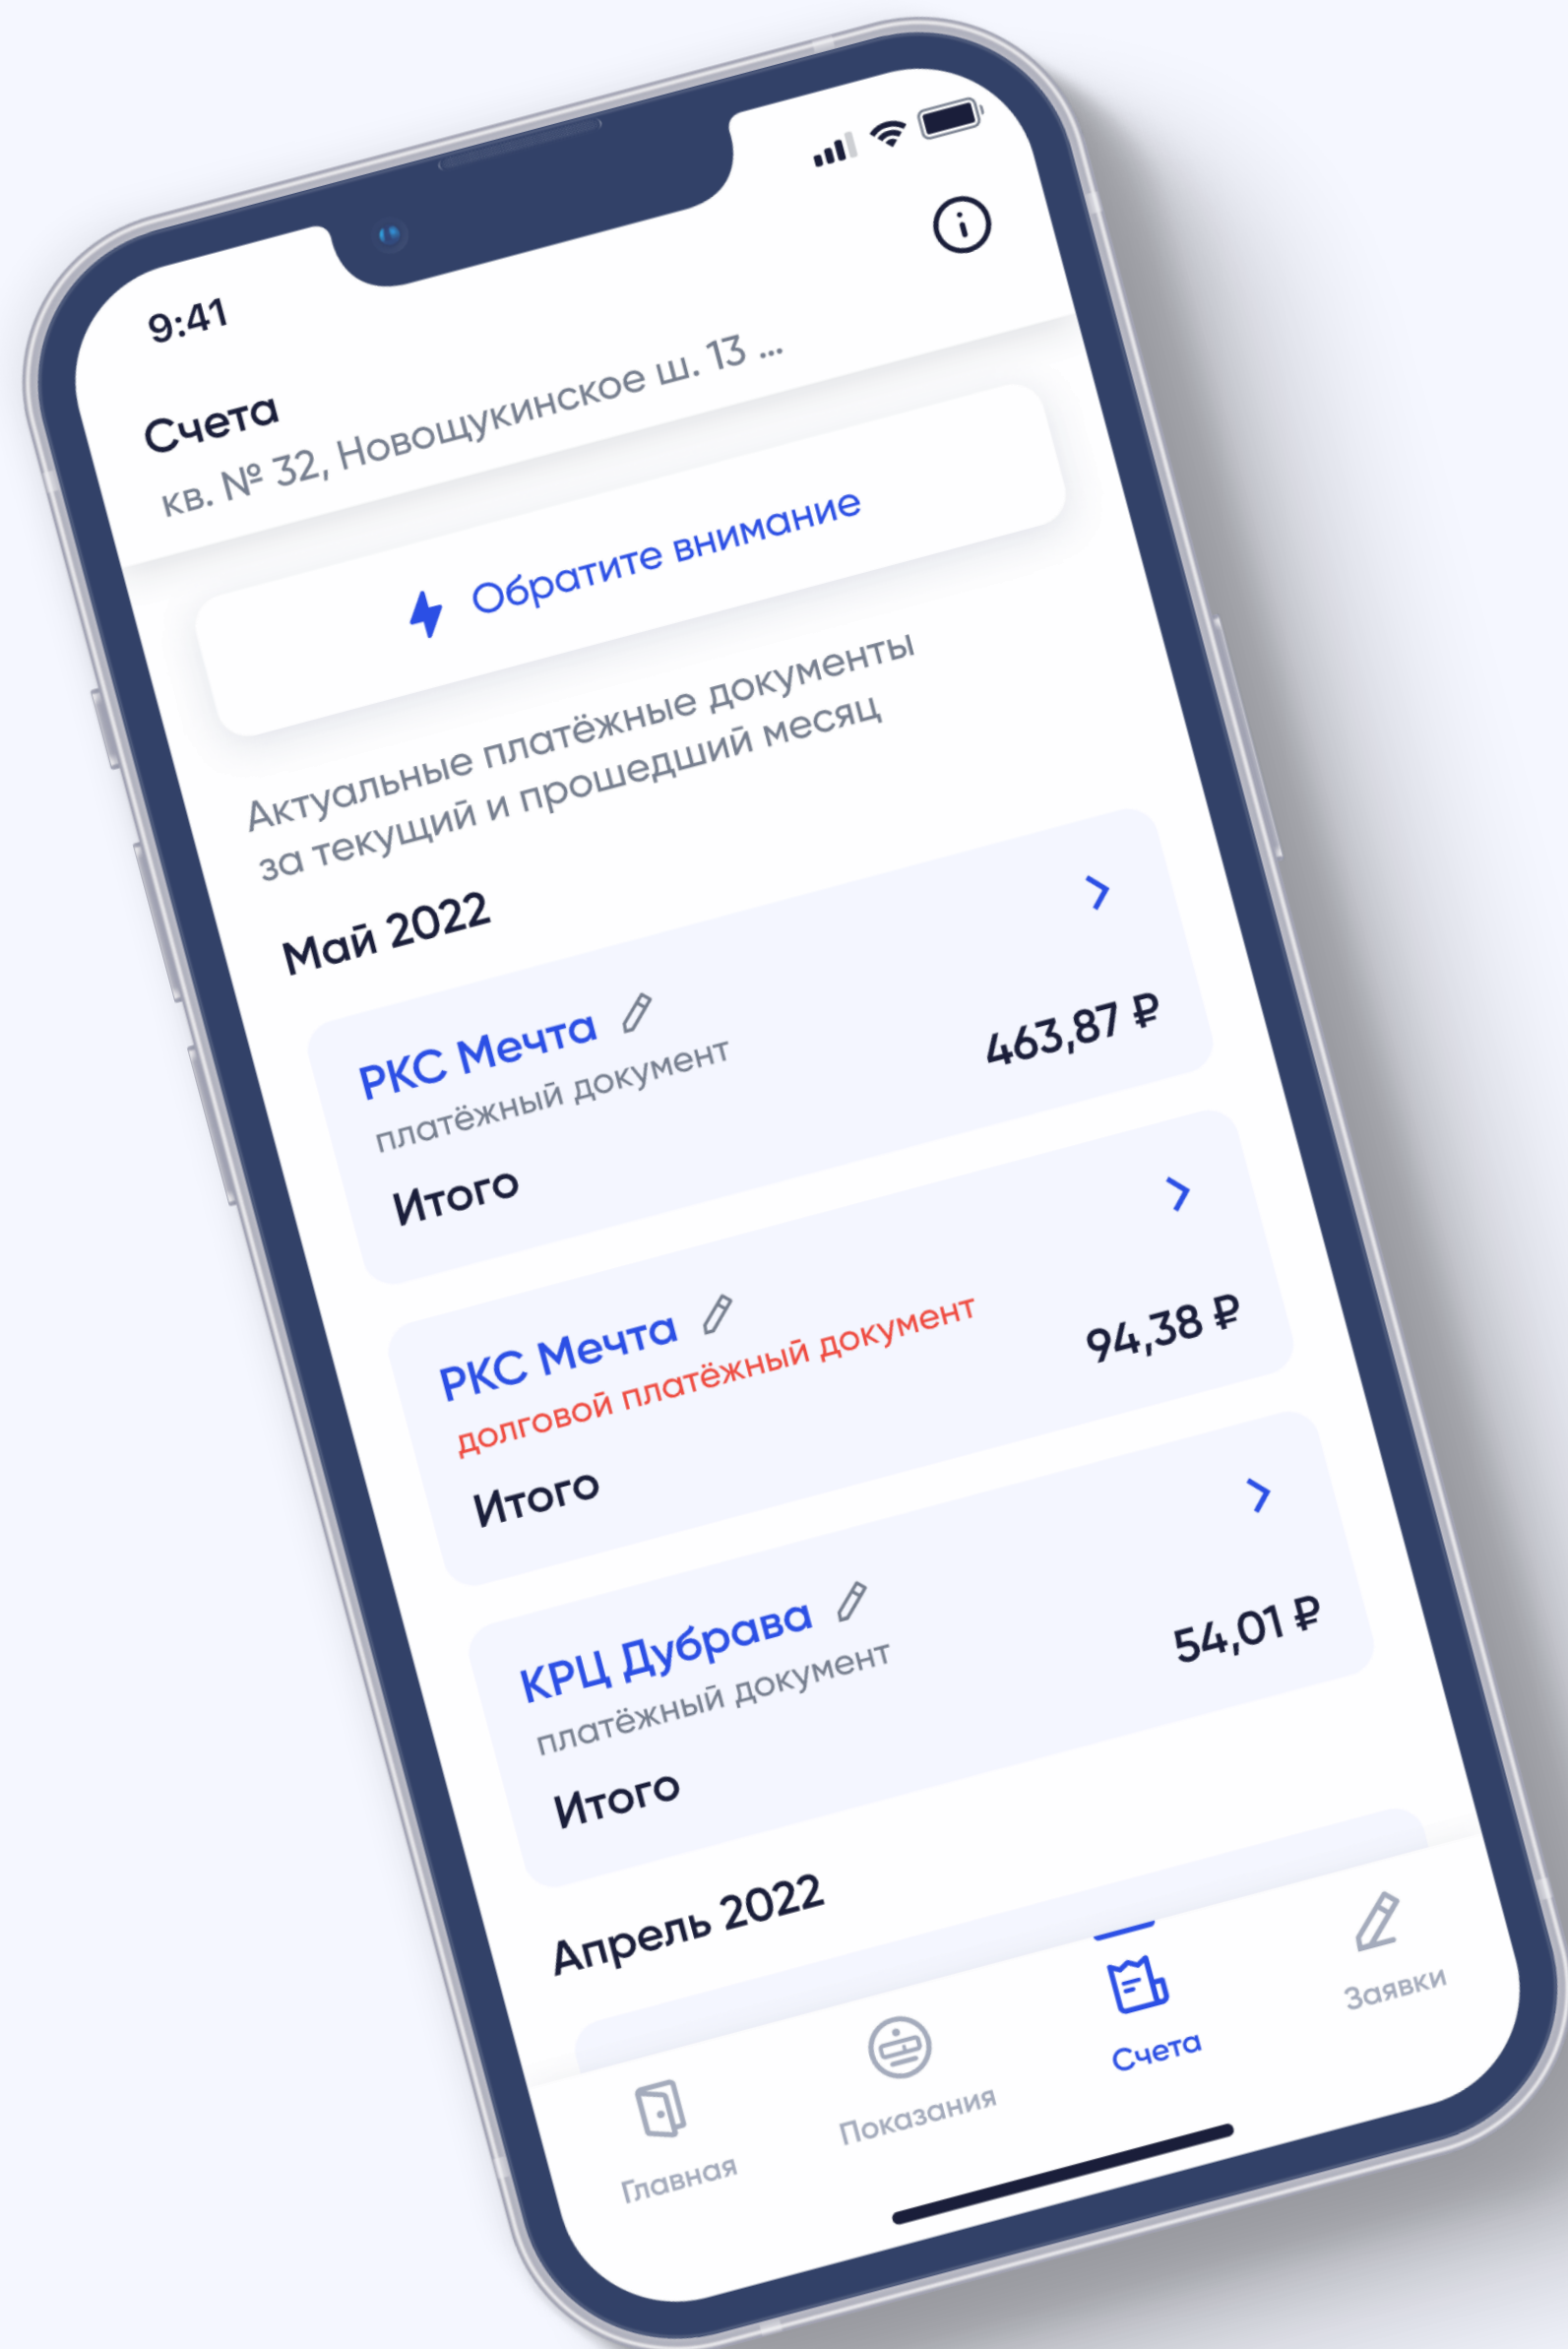 9:41
Счета
кв. № 32, Новощукинское ш. 13 ...
Обратите внимание
Актуальные платёжные документы
за текущий и прошедший месяц
Май 2022
РКС Мечта
платёжный документ
Итого
463,87 ₽
РКС Мечта
долговой платёжный документ
Итого
94,38 ₽
КРЦ Дубрава
платёжный документ
Итого
54,01 ₽
Апрель 2022
Главная
Показания
Счета
Заявки